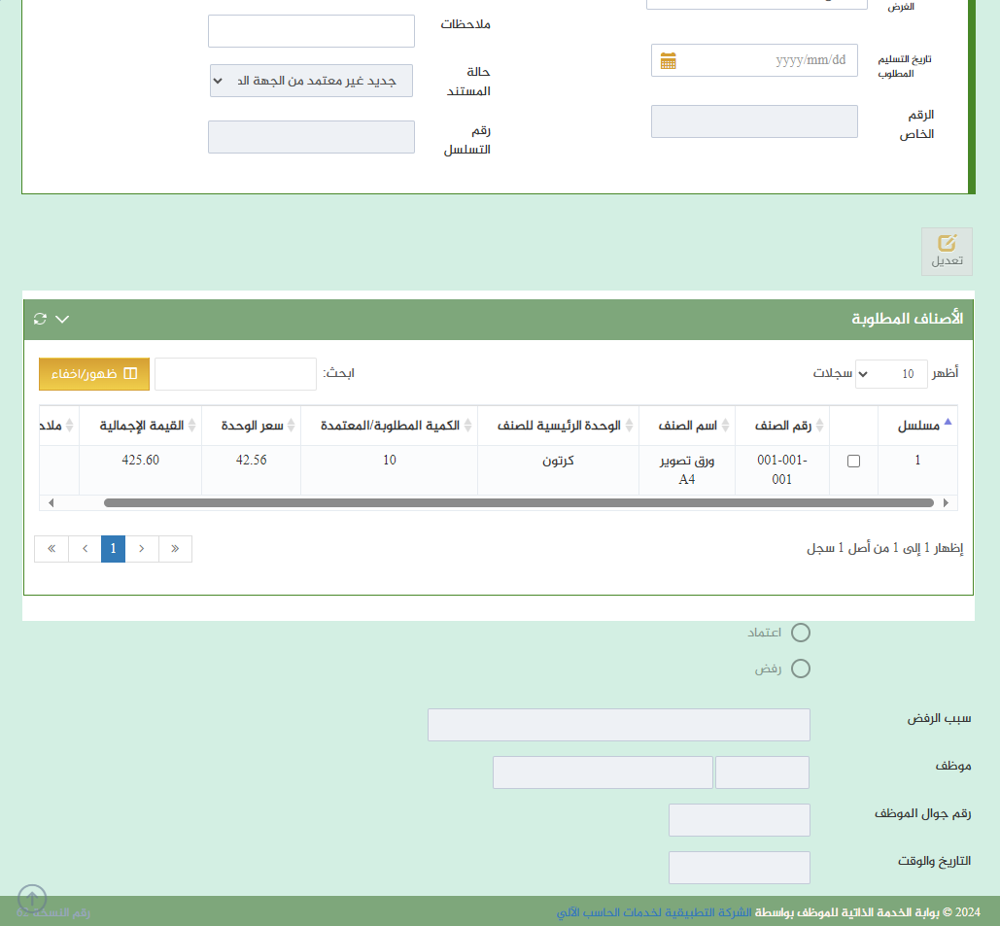 الغرض
ملاحظات
تاريخ التسليم
المطلوب
yyyy/mm/dd
حالة
المستند
جديد غير معتمد من الجهة الم
الرقم
الخاص
رقم
التسلسل
تعديل
الأصناف المطلوبة
أظهر 10 سجلات
ابحث:
ظهور/اخفاء
مسلسل رقم الصنف اسم الصنف الوحدة الرئيسية للصنف الكمية المطلوبة/المعتمدة سعر الوحدة القيمة الإجمالية ملاحـ
1 001-001-001 ورق تصوير A4 كرتون 10 42.56 425.60
إظهار 1 إلى 1 من أصل 1 سجل
« ‹ 1 › »
اعتماد
رفض
سبب الرفض
موظف
رقم جوال الموظف
التاريخ والوقت
2024 © بوابة الخدمة الذاتية للموظف بواسطة الشركة التطبيقية لخدمات الحاسب الآلي
رقم النسخة